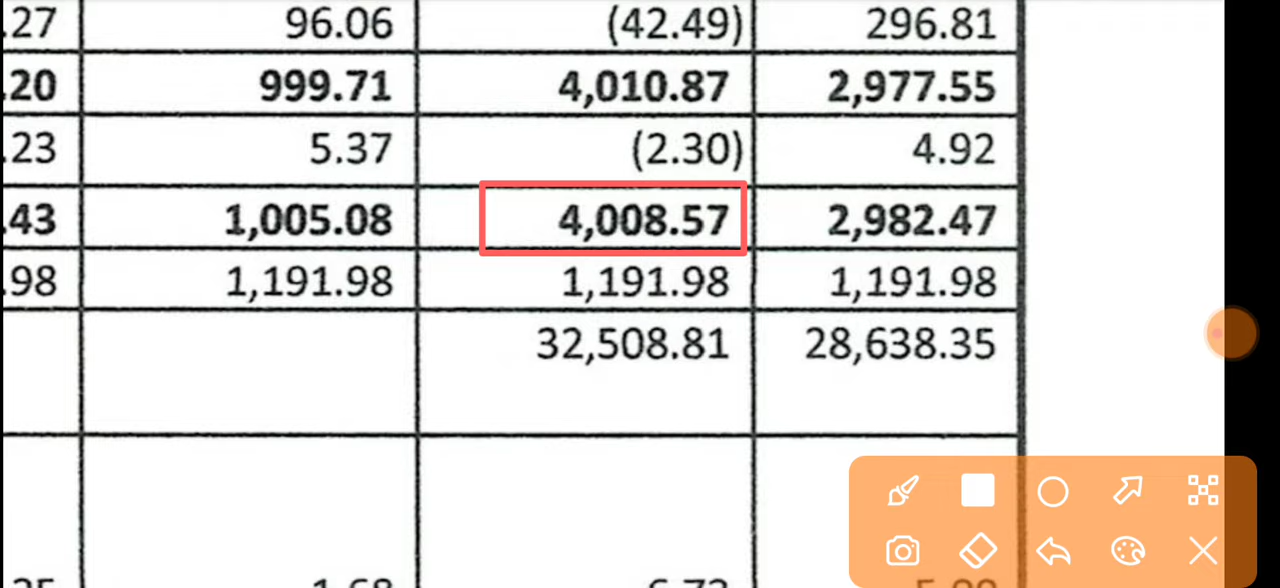 .27 96.06 (42.49) 296.81
.20 999.71 4,010.87 2,977.55
.23 5.37 (2.30) 4.92
.43 1,005.08 4,008.57 2,982.47
.98 1,191.98 1,191.98 1,191.98
32,508.81 28,638.35